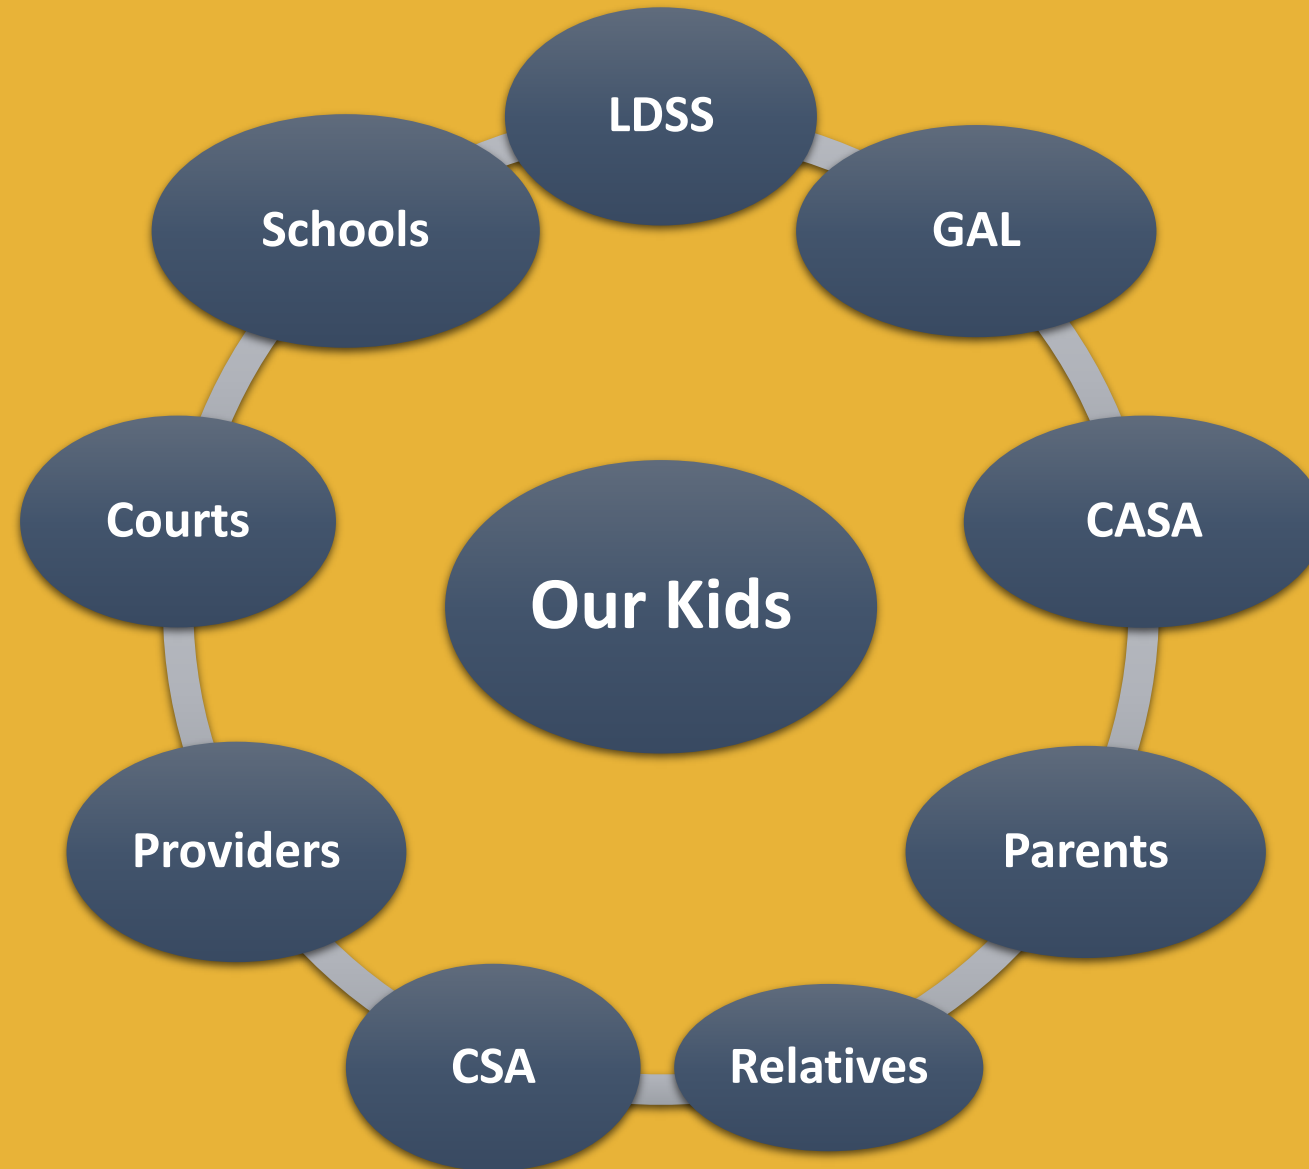 LDSS
Schools
GAL
Courts
CASA
Our Kids
Providers
Parents
CSA
Relatives